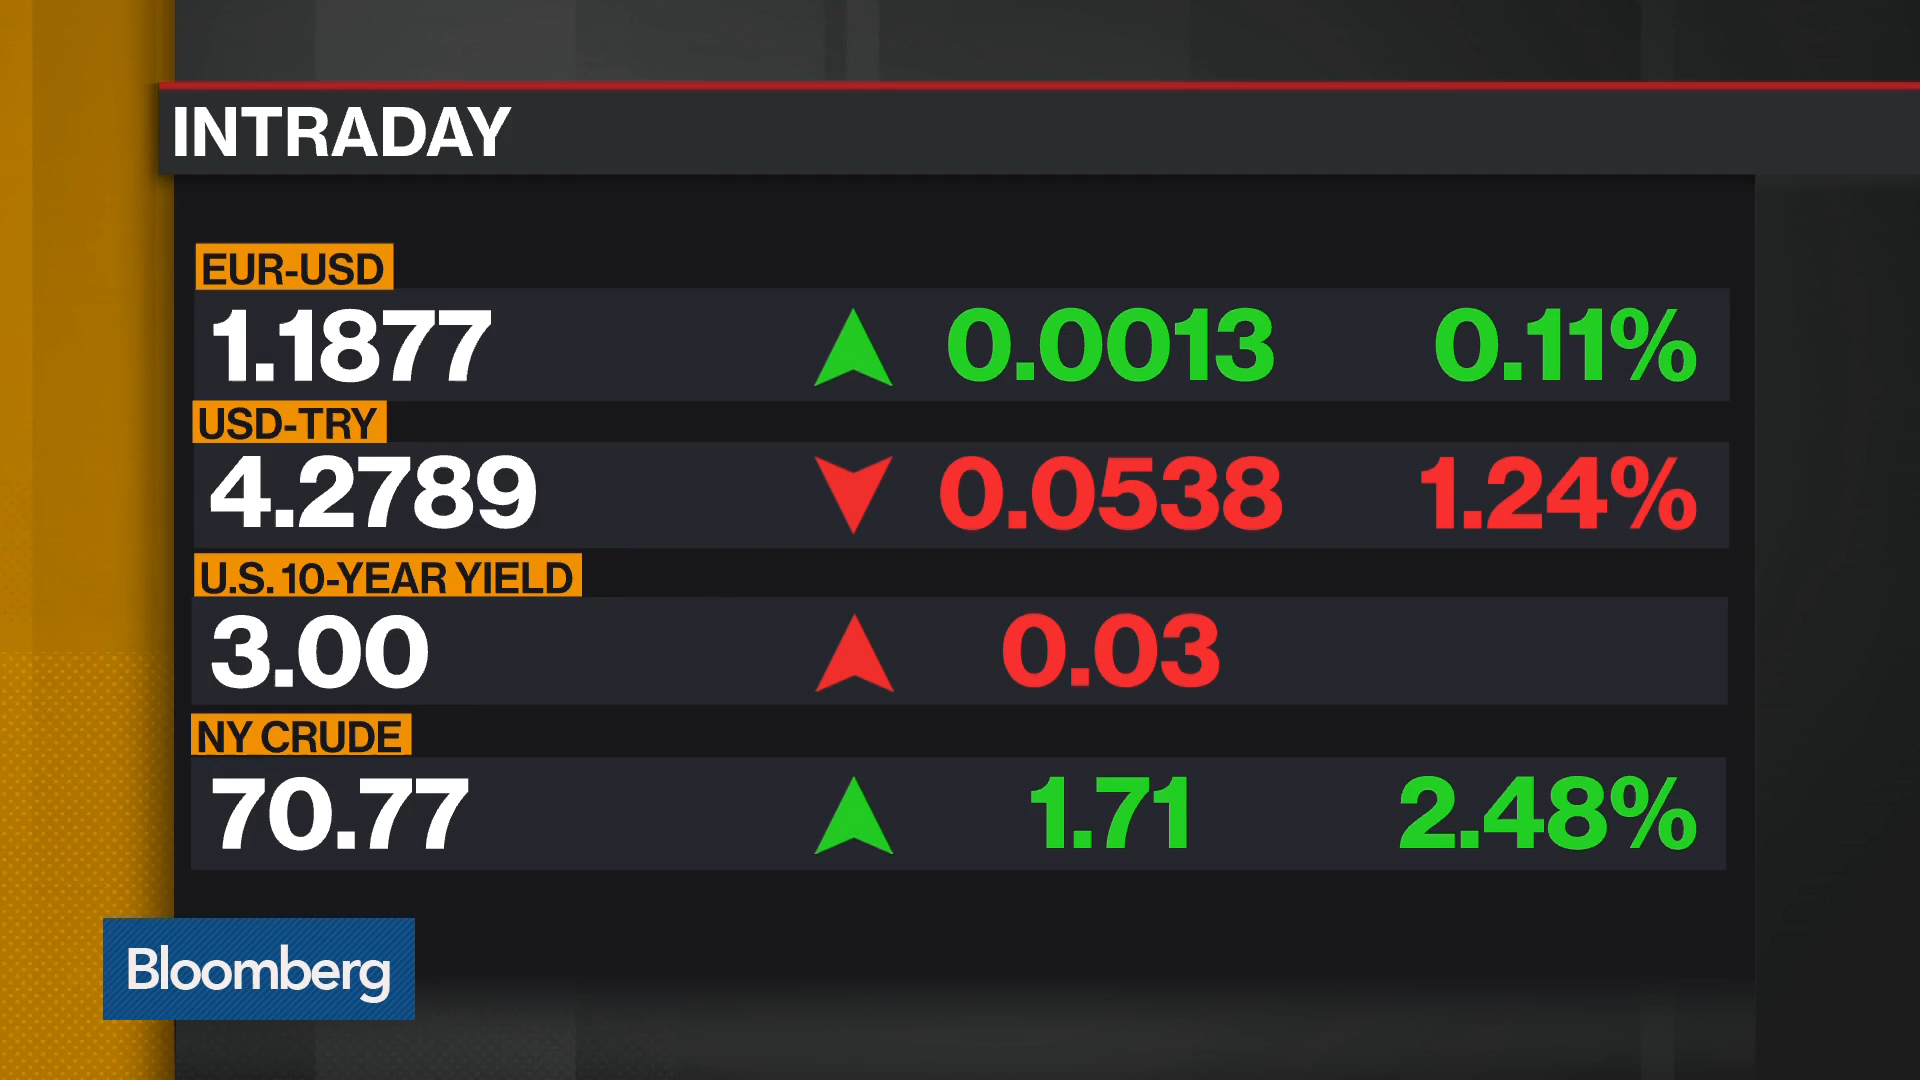 INTRADAY
EUR-USD
1.1877 ▲ 0.0013 0.11%
USD-TRY
4.2789 ▼ 0.0538 1.24%
U.S. 10-YEAR YIELD
3.00 ▲ 0.03
NY CRUDE
70.77 ▲ 1.71 2.48%
Bloomberg